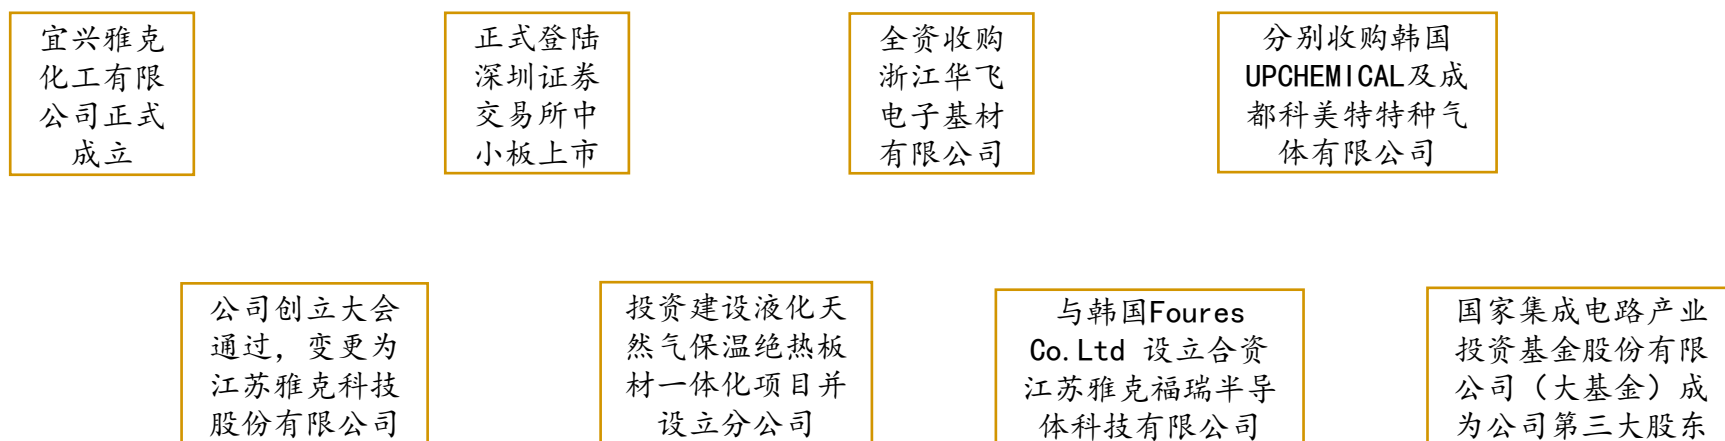 宜兴雅克
化工有限
公司正式
成立
正式登陆
深圳证券
交易所中
小板上市
全资收购
浙江华飞
电子基材
有限公司
分别收购韩国
UPCHEMICAL及成
都科美特特种气
体有限公司
公司创立大会
通过，变更为
江苏雅克科技
股份有限公司
投资建设液化天
然气保温绝热板
材一体化项目并
设立分公司
与韩国Foures
Co.Ltd 设立合资
江苏雅克福瑞半导
体科技有限公司
国家集成电路产业
投资基金股份有限
公司（大基金）成
为公司第三大股东